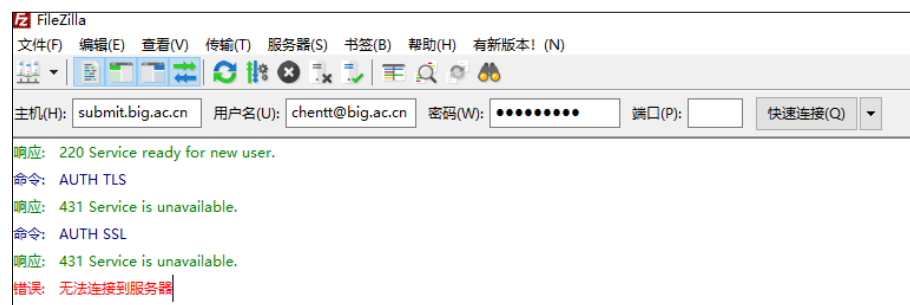 FileZilla
文件(F) 编辑(E) 查看(V) 传输(T) 服务器(S) 书签(B) 帮助(H) 有新版本! (N)
主机(H): submit.big.ac.cn 用户名(U): chentt@big.ac.cn 密码(W): ●●●●●●●●● 端口(P): 快速连接(Q)
响应: 220 Service ready for new user.
命令: AUTH TLS
响应: 431 Service is unavailable.
命令: AUTH SSL
响应: 431 Service is unavailable.
错误: 无法连接到服务器